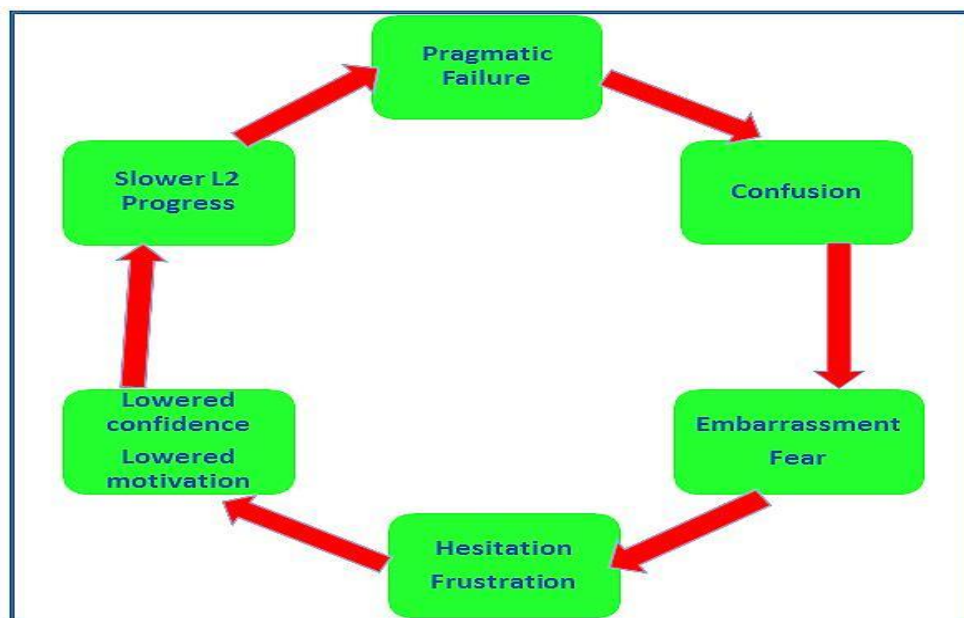 Pragmatic
Failure
Confusion
Embarrassment
Fear
Hesitation
Frustration
Lowered
confidence
Lowered
motivation
Slower L2
Progress